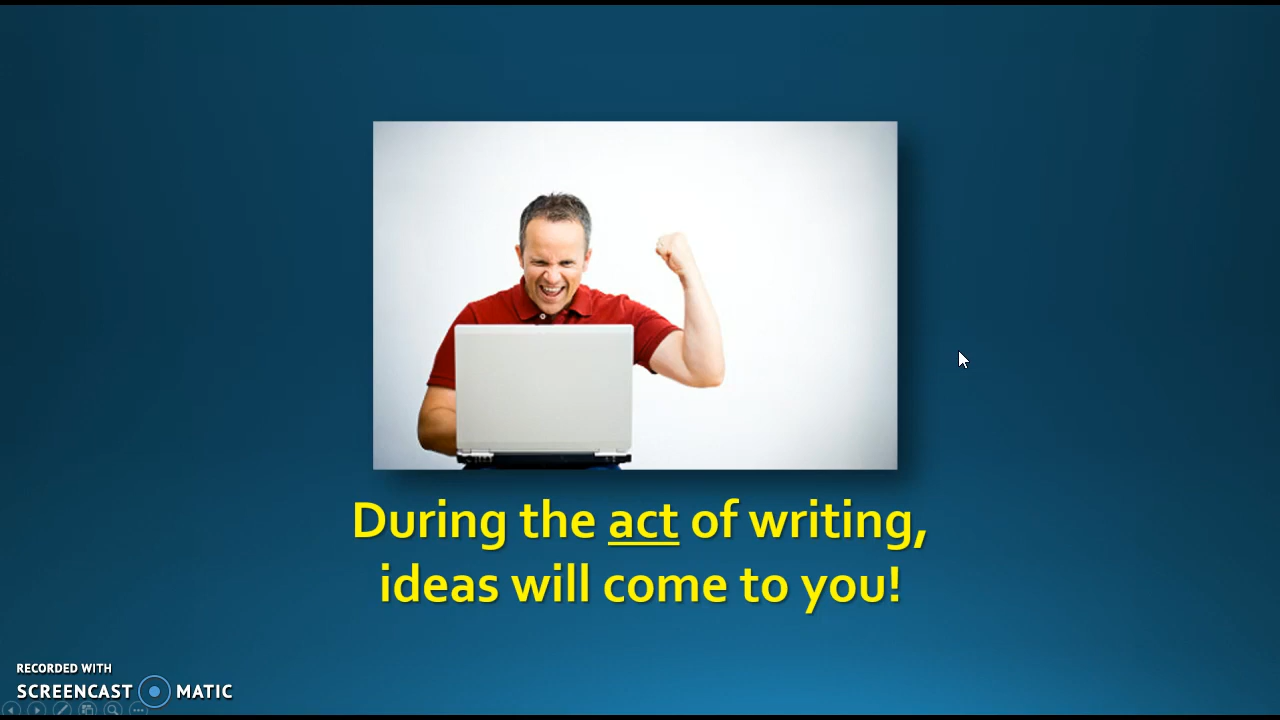 During the act of writing,
ideas will come to you!
RECORDED WITH
SCREENCAST MATIC